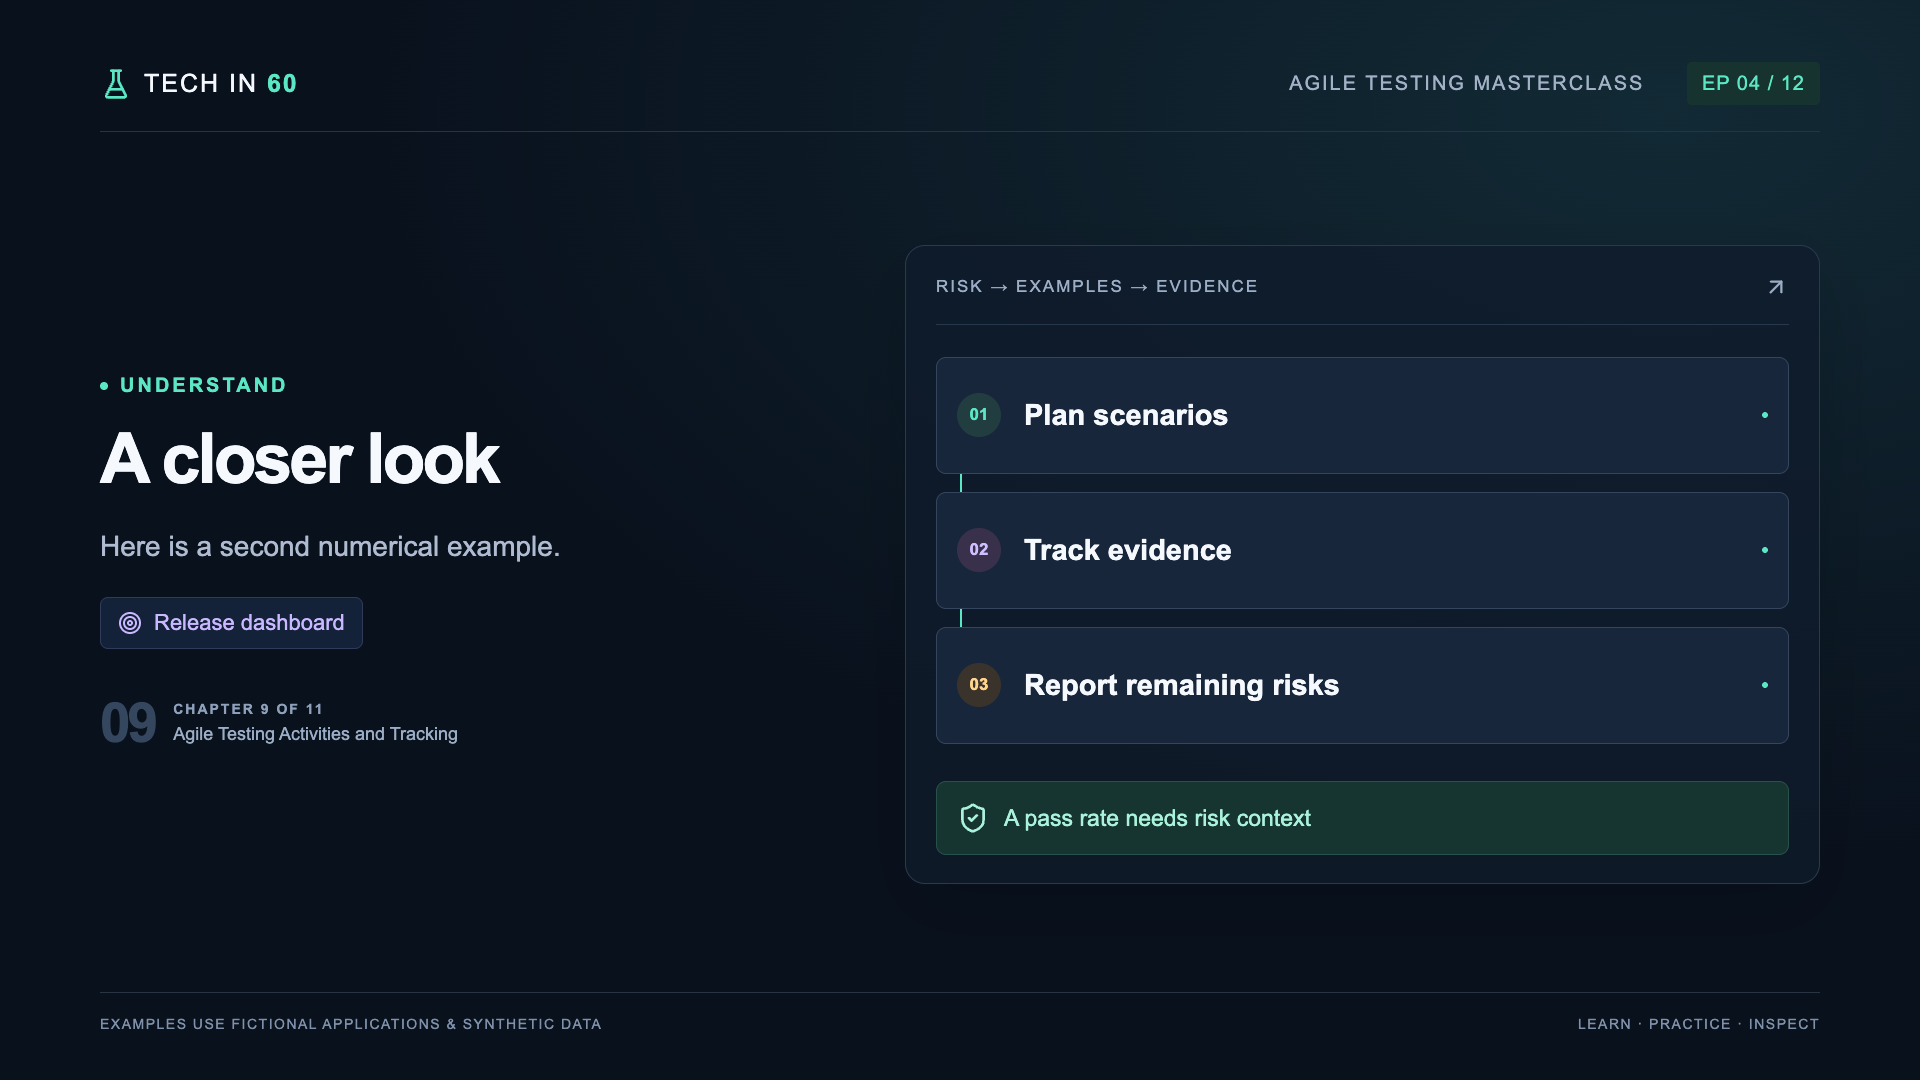 TECH IN 60
AGILE TESTING MASTERCLASS
EP 04 / 12
UNDERSTAND
A closer look
Here is a second numerical example.
Release dashboard
09
CHAPTER 9 OF 11
Agile Testing Activities and Tracking
RISK → EXAMPLES → EVIDENCE
01
Plan scenarios
02
Track evidence
03
Report remaining risks
A pass rate needs risk context
EXAMPLES USE FICTIONAL APPLICATIONS & SYNTHETIC DATA
LEARN · PRACTICE · INSPECT